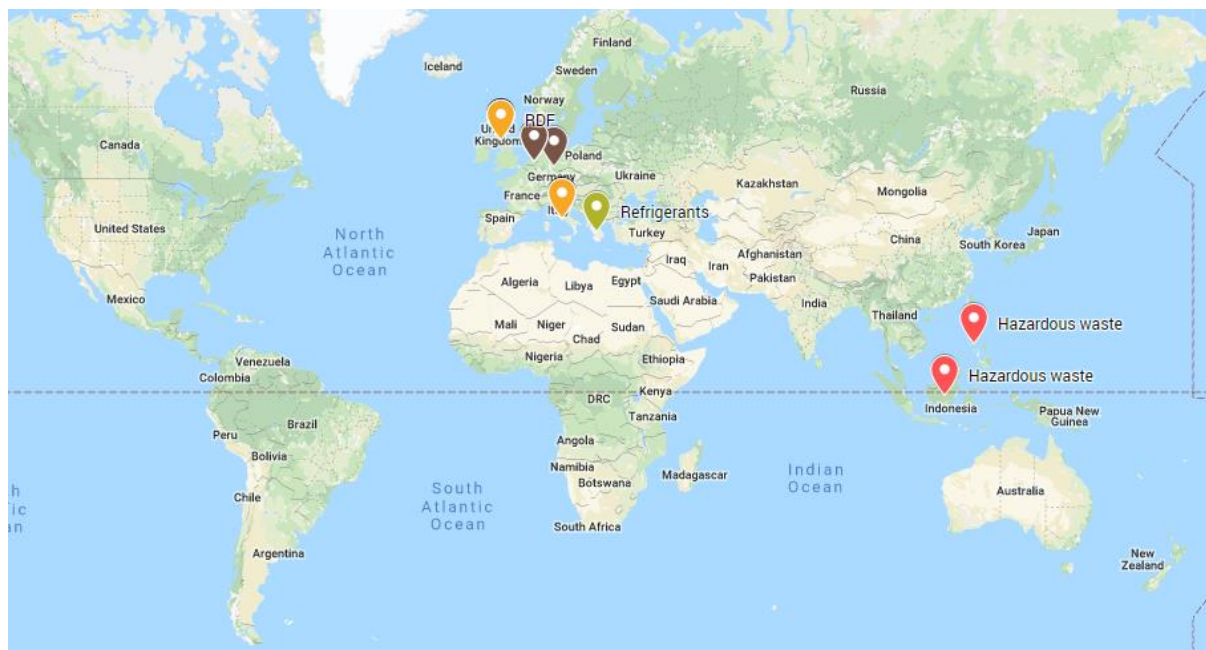 Finland
Iceland
Sweden
Norway
Russia
RDF
United
Kingdom
Canada
Poland
Germany
Ukraine
Kazakhstan
Mongolia
France
Spain
Refrigerants
Turkey
United States
North
Atlantic
Ocean
China
South Korea
Japan
Iraq
Iran
Afghanistan
Pakistan
Algeria
Libya
Egypt
Saudi Arabia
India
Mexico
Thailand
Mali
Niger
Chad
Sudan
Hazardous waste
Nigeria
Ethiopia
Venezuela
Colombia
Hazardous waste
DRC
Kenya
Tanzania
Indonesia
Papua New
Guinea
Peru
Brazil
Bolivia
Angola
Namibia
Botswana
Madagascar
Indian
Ocean
South
Atlantic
Ocean
Chile
Australia
South Africa
Argentina
New
Zealand